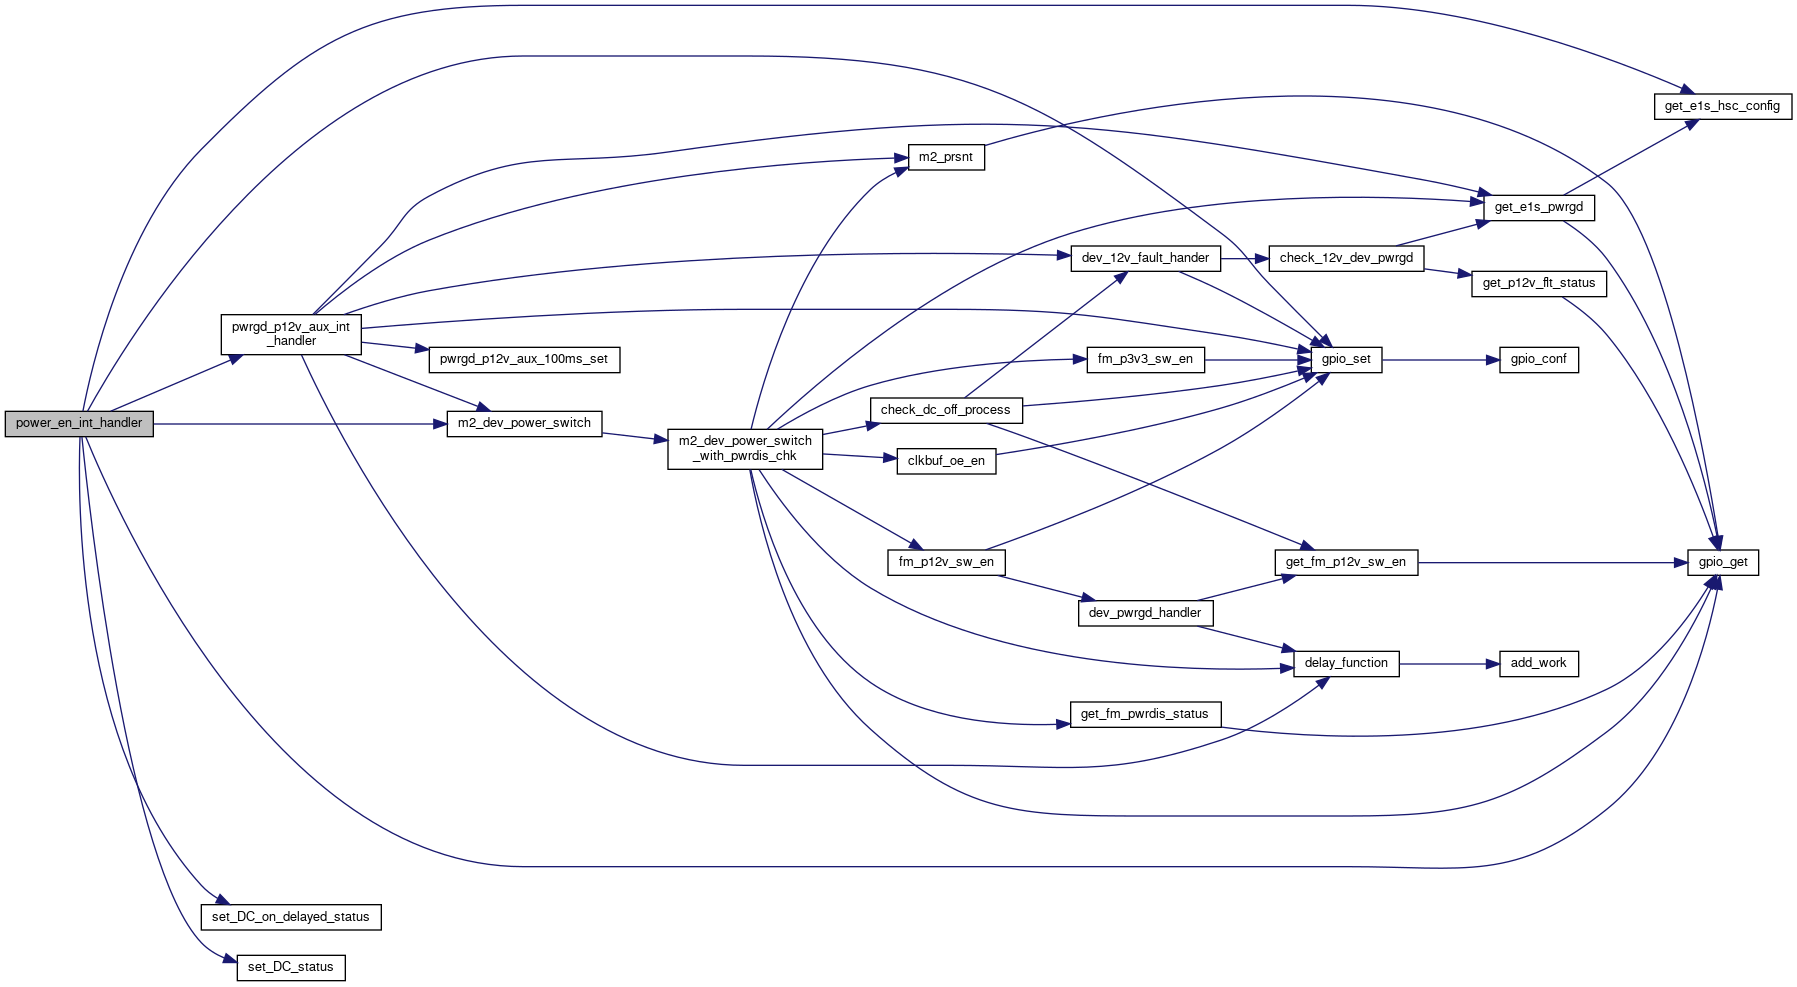 get_e1s_hsc_config
m2_prsnt
get_e1s_pwrgd
dev_12v_fault_hander
check_12v_dev_pwrgd
get_p12v_flt_status
pwrgd_p12v_aux_int
_handler
pwrgd_p12v_aux_100ms_set
fm_p3v3_sw_en
gpio_set
gpio_conf
power_en_int_handler
m2_dev_power_switch
check_dc_off_process
m2_dev_power_switch
_with_pwrdis_chk
clkbuf_oe_en
fm_p12v_sw_en
get_fm_p12v_sw_en
gpio_get
dev_pwrgd_handler
delay_function
add_work
get_fm_pwrdis_status
set_DC_on_delayed_status
set_DC_status